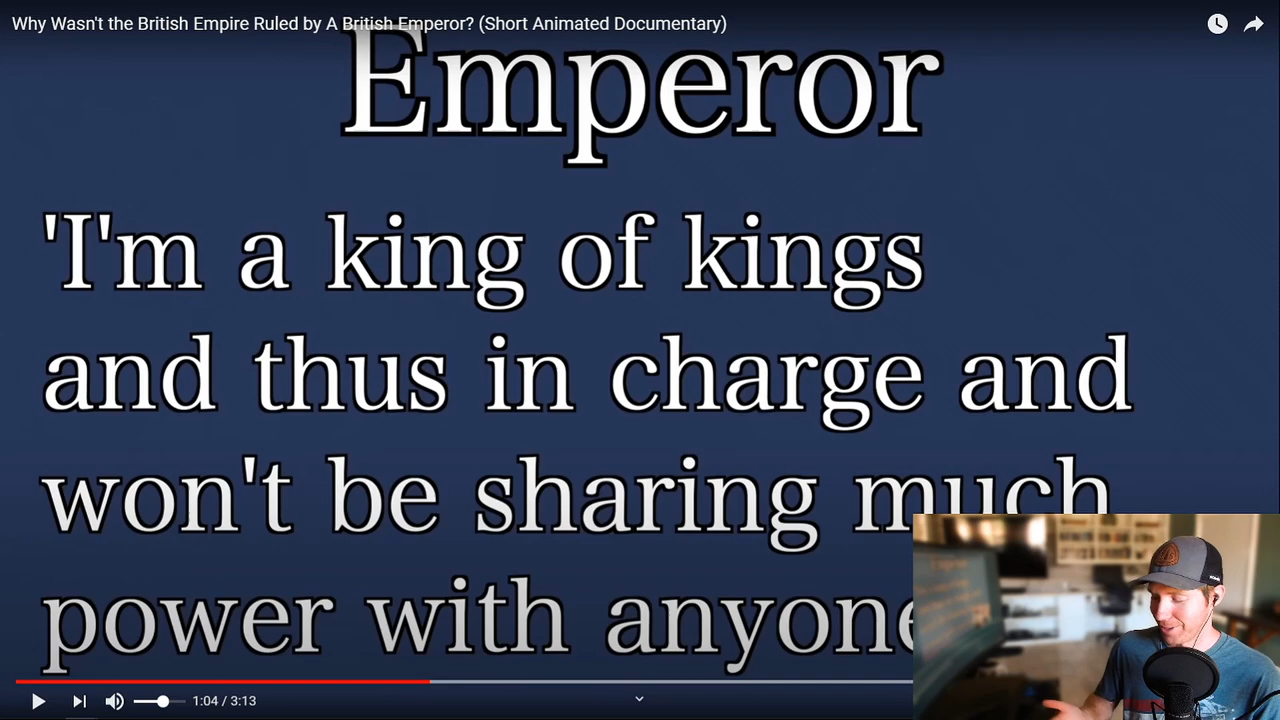 Why Wasn't the British Empire Ruled by A British Emperor? (Short Animated Documentary)
Emperor
'I'm a king of kings
and thus in charge and
won't be sharing much
power with anyone
1:04 / 3:13